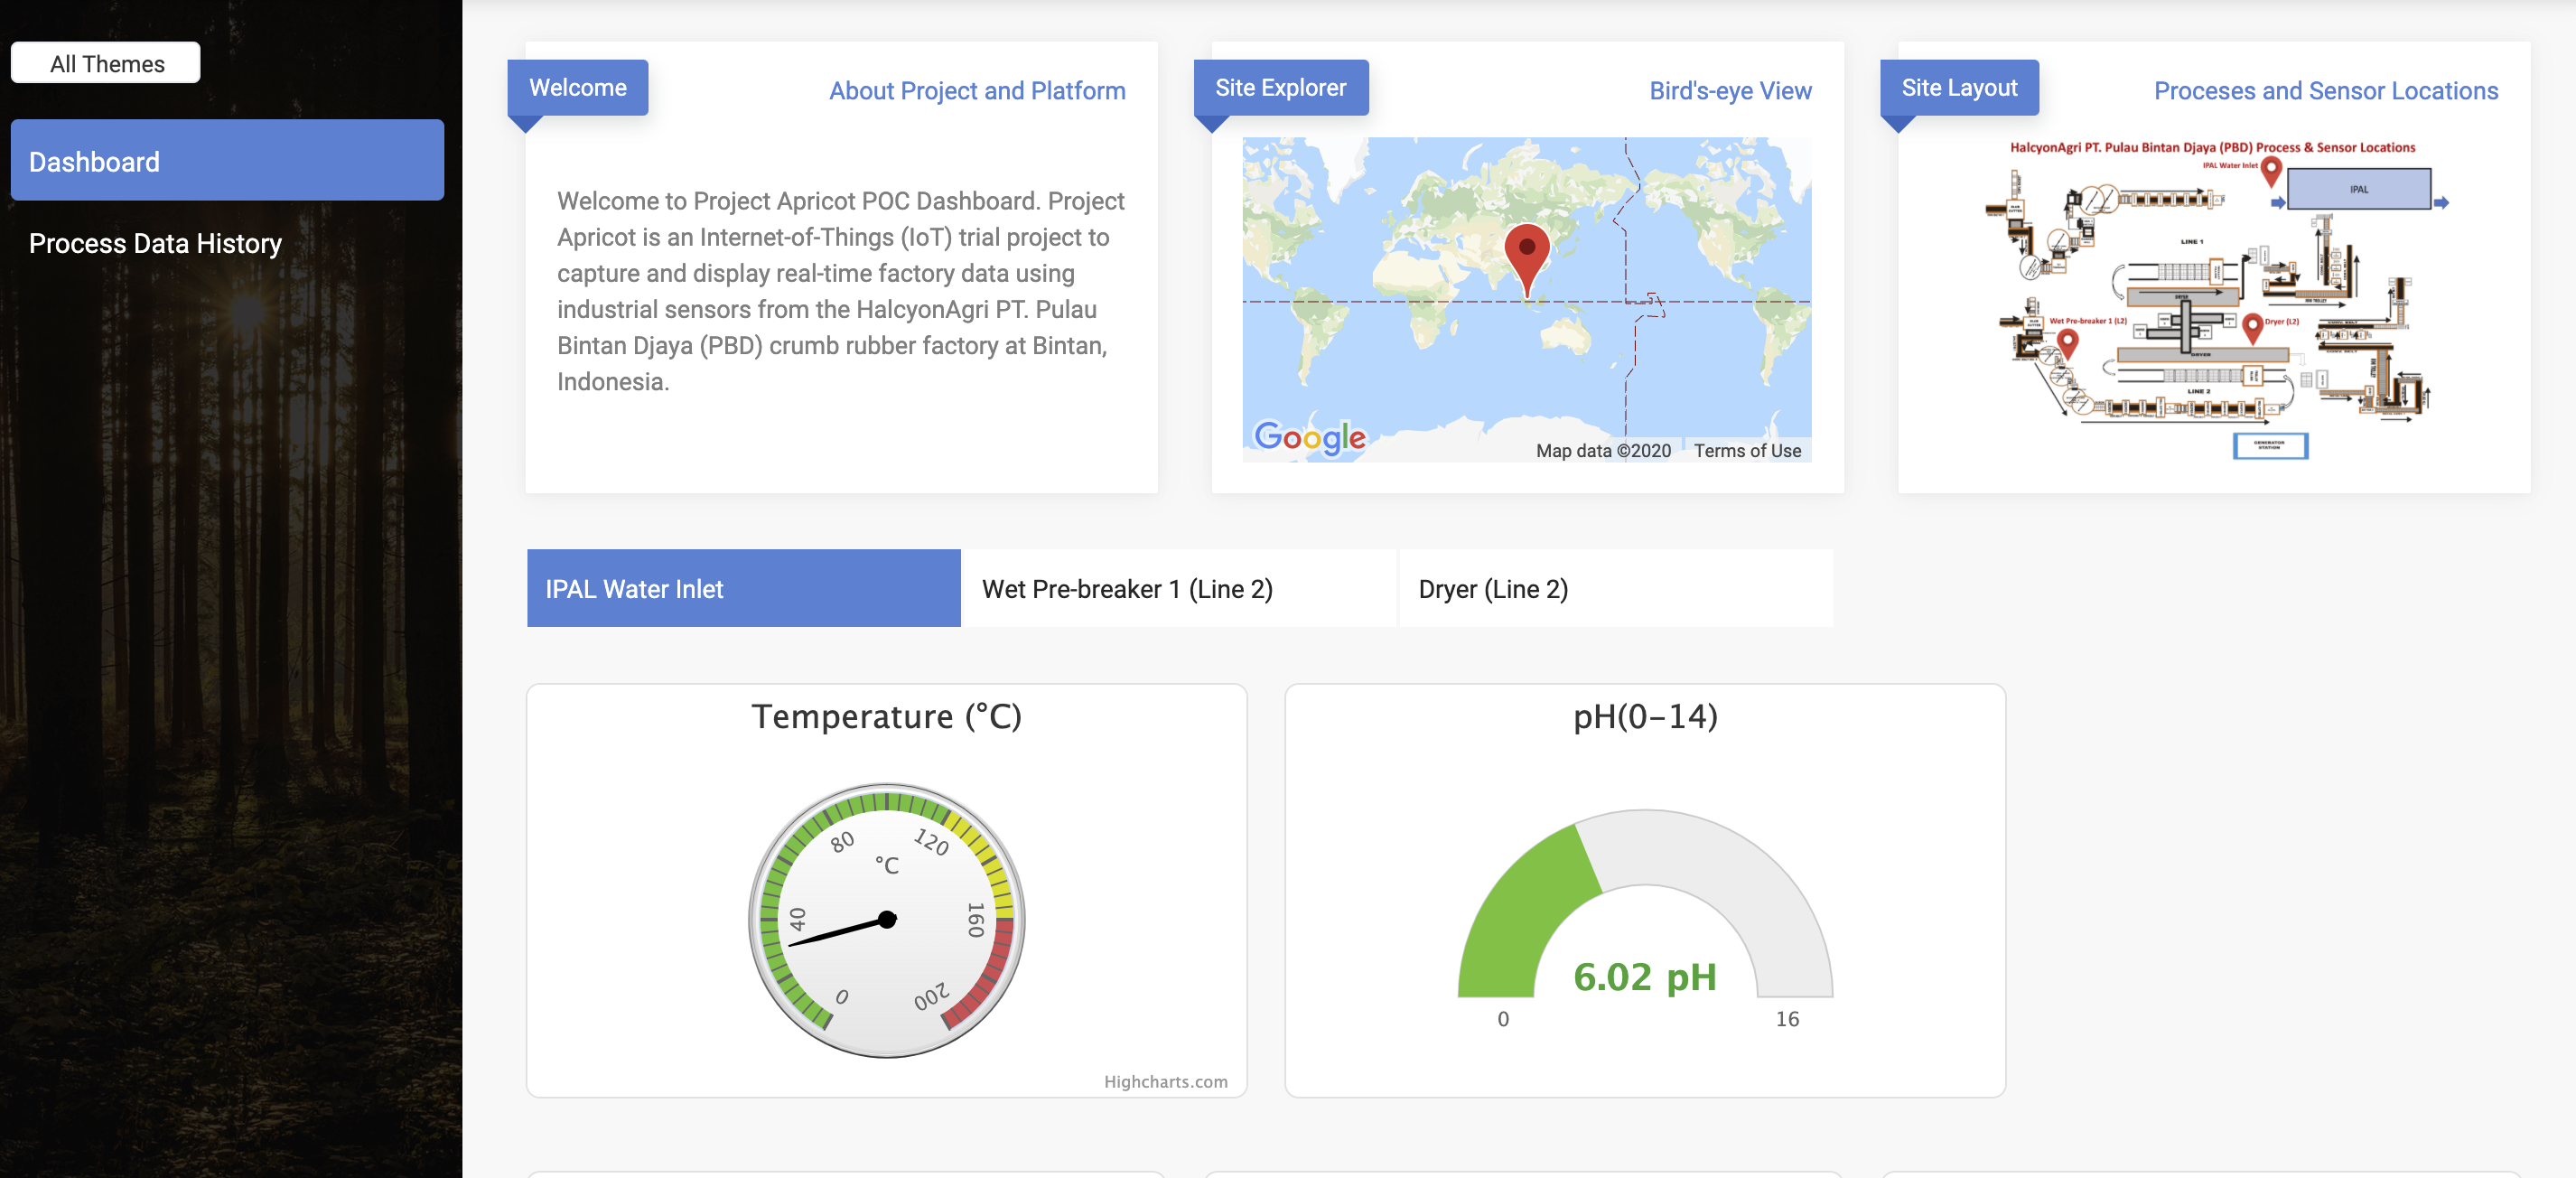 All Themes
Dashboard
Process Data History
Welcome
About Project and Platform
Welcome to Project Apricot POC Dashboard. Project
Apricot is an Internet-of-Things (IoT) trial project to
capture and display real-time factory data using
industrial sensors from the HalcyonAgri PT. Pulau
Bintan Djaya (PBD) crumb rubber factory at Bintan,
Indonesia.
Site Explorer
Bird's-eye View
Google
Map data ©2020
Terms of Use
Site Layout
Proceses and Sensor Locations
HalcyonAgri PT. Pulau Bintan Djaya (PBD) Process & Sensor Locations
IPAL Water Inlet
IPAL
LINE 1
DRYER
Wet Pre-breaker 1 (L2)
Dryer (L2)
DRYER
LINE 2
GENERATOR
STATION
IPAL Water Inlet
Wet Pre-breaker 1 (Line 2)
Dryer (Line 2)
Temperature (°C)
80
120
°C
40
160
0
200
Highcharts.com
pH(0-14)
6.02 pH
0
16